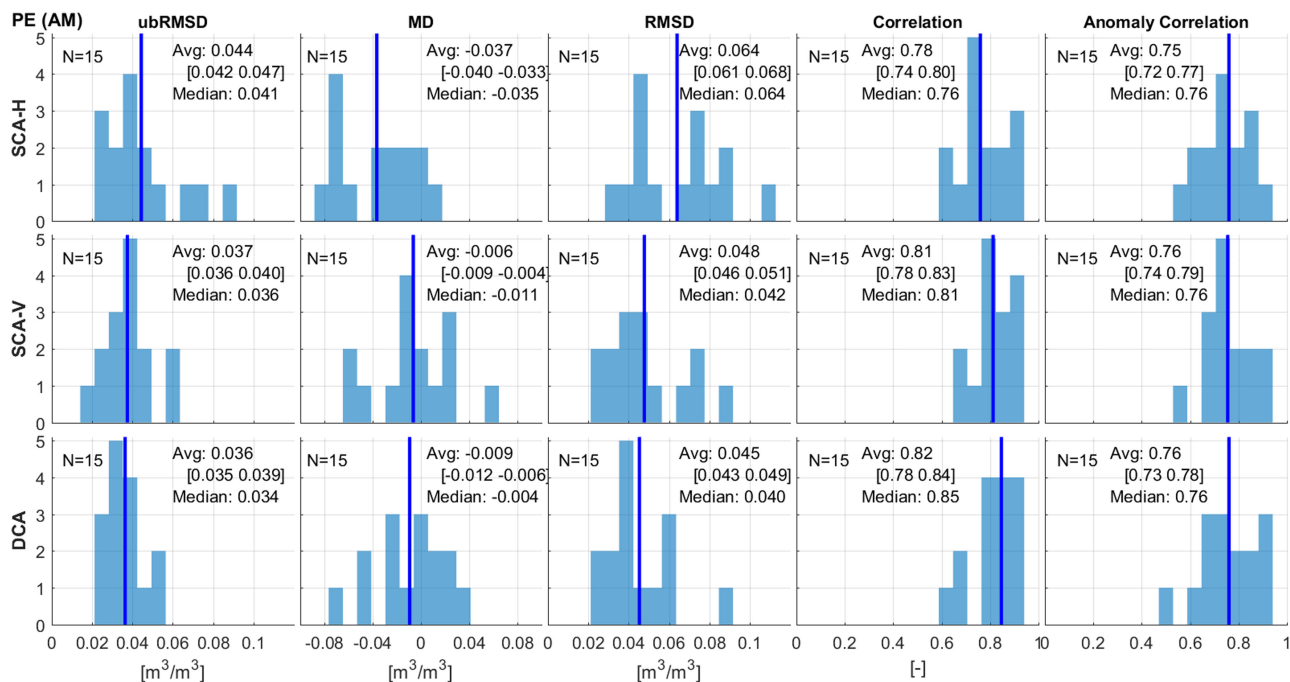 PE (AM)
ubRMSD
MD
RMSD
Correlation
Anomaly Correlation
SCA-H
5
4
3
2
1
0
N=15
Avg: 0.044
[0.042 0.047]
Median: 0.041
N=15
Avg: -0.037
[-0.040 -0.033]
Median: -0.035
N=15
Avg: 0.064
[0.061 0.068]
Median: 0.064
N=15
Avg: 0.78
[0.74 0.80]
Median: 0.76
N=15
Avg: 0.75
[0.72 0.77]
Median: 0.76
SCA-V
5
4
3
2
1
0
N=15
Avg: 0.037
[0.036 0.040]
Median: 0.036
N=15
Avg: -0.006
[-0.009 -0.004]
Median: -0.011
N=15
Avg: 0.048
[0.046 0.051]
Median: 0.042
N=15
Avg: 0.81
[0.78 0.83]
Median: 0.81
N=15
Avg: 0.76
[0.74 0.79]
Median: 0.76
DCA
5
4
3
2
1
0
N=15
Avg: 0.036
[0.035 0.039]
Median: 0.034
N=15
Avg: -0.009
[-0.012 -0.006]
Median: -0.004
N=15
Avg: 0.045
[0.043 0.049]
Median: 0.040
N=15
Avg: 0.82
[0.78 0.84]
Median: 0.85
N=15
Avg: 0.76
[0.73 0.78]
Median: 0.76
0 0.02 0.04 0.06 0.08 0.1
-0.08 -0.04 0 0.04 0.08
0 0.02 0.04 0.06 0.08 0.1
0 0.2 0.4 0.6 0.8 1
0 0.2 0.4 0.6 0.8 1
[m³/m³]
[m³/m³]
[m³/m³]
[-]